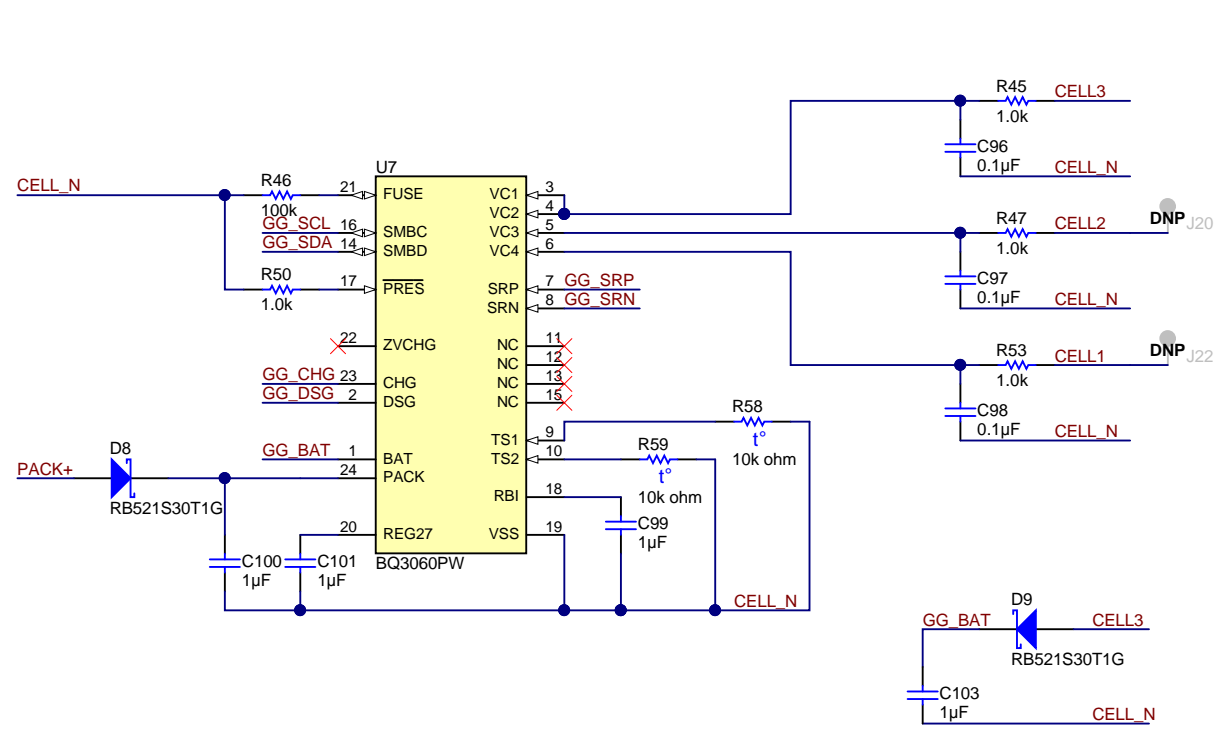 R45
CELL3
1.0k
C96
0.1µF
CELL_N
U7
CELL_N
R46
100k
21
FUSE
VC1
3
VC2
4
GG_SCL
16
SMBC
VC3
5
GG_SDA
14
SMBD
VC4
6
R47
CELL2
1.0k
DNP
J20
C97
0.1µF
CELL_N
R50
1.0k
17
PRES
SRP
7
GG_SRP
SRN
8
GG_SRN
22
ZVCHG
NC
11
NC
12
GG_CHG
23
CHG
NC
13
GG_DSG
2
DSG
NC
15
R53
CELL1
1.0k
DNP
J22
C98
0.1µF
CELL_N
R58
t°
10k ohm
TS1
9
R59
t°
10k ohm
TS2
10
GG_BAT
1
BAT
PACK+
D8
RB521S30T1G
24
PACK
RBI
18
C99
1µF
20
REG27
VSS
19
BQ3060PW
C100
1µF
C101
1µF
CELL_N
D9
GG_BAT
CELL3
RB521S30T1G
C103
1µF
CELL_N